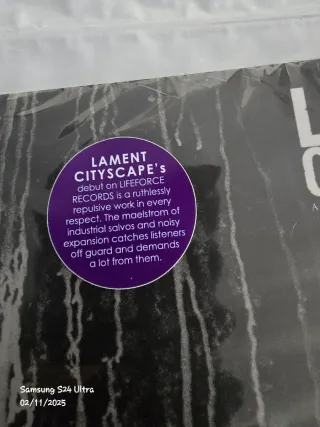 LAMENT
CITYSCAPE's
debut on LIFEFORCE
RECORDS is a ruthlessly
repulsive work in every
respect. The maelstrom of
industrial salvos and noisy
expansion catches listeners
off guard and demands
a lot from them.
L
A
Samsung S24 Ultra
02/11/2025